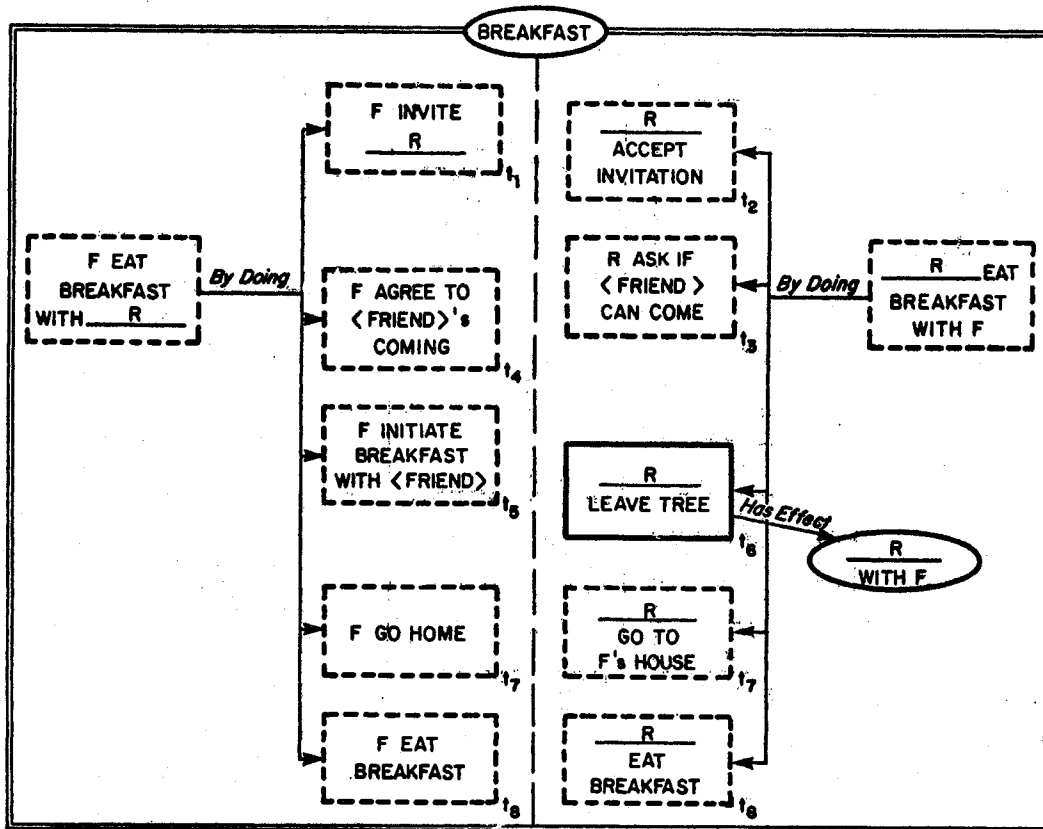 BREAKFAST
F INVITE
R
t1
F EAT
BREAKFAST
WITH R
By Doing
F AGREE TO
<FRIEND>'s
COMING
t4
F INITIATE
BREAKFAST
WITH <FRIEND>
t5
F GO HOME
t7
F EAT
BREAKFAST
t8
R
ACCEPT
INVITATION
t2
R ASK IF
<FRIEND>
CAN COME
t3
By Doing
R EAT
BREAKFAST
WITH F
R
LEAVE TREE
t6
Has Effect
R
WITH F
R
GO TO
F's HOUSE
t7
R
EAT
BREAKFAST
t8